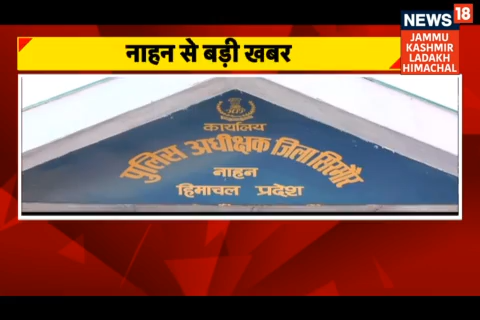 नाहन से बड़ी खबर
NEWS 18
JAMMU
KASHMIR
LADAKH
HIMACHAL
कार्यालय
पुलिस अधीक्षक जिला सिरमौर
नाहन
हिमाचल प्रदेश